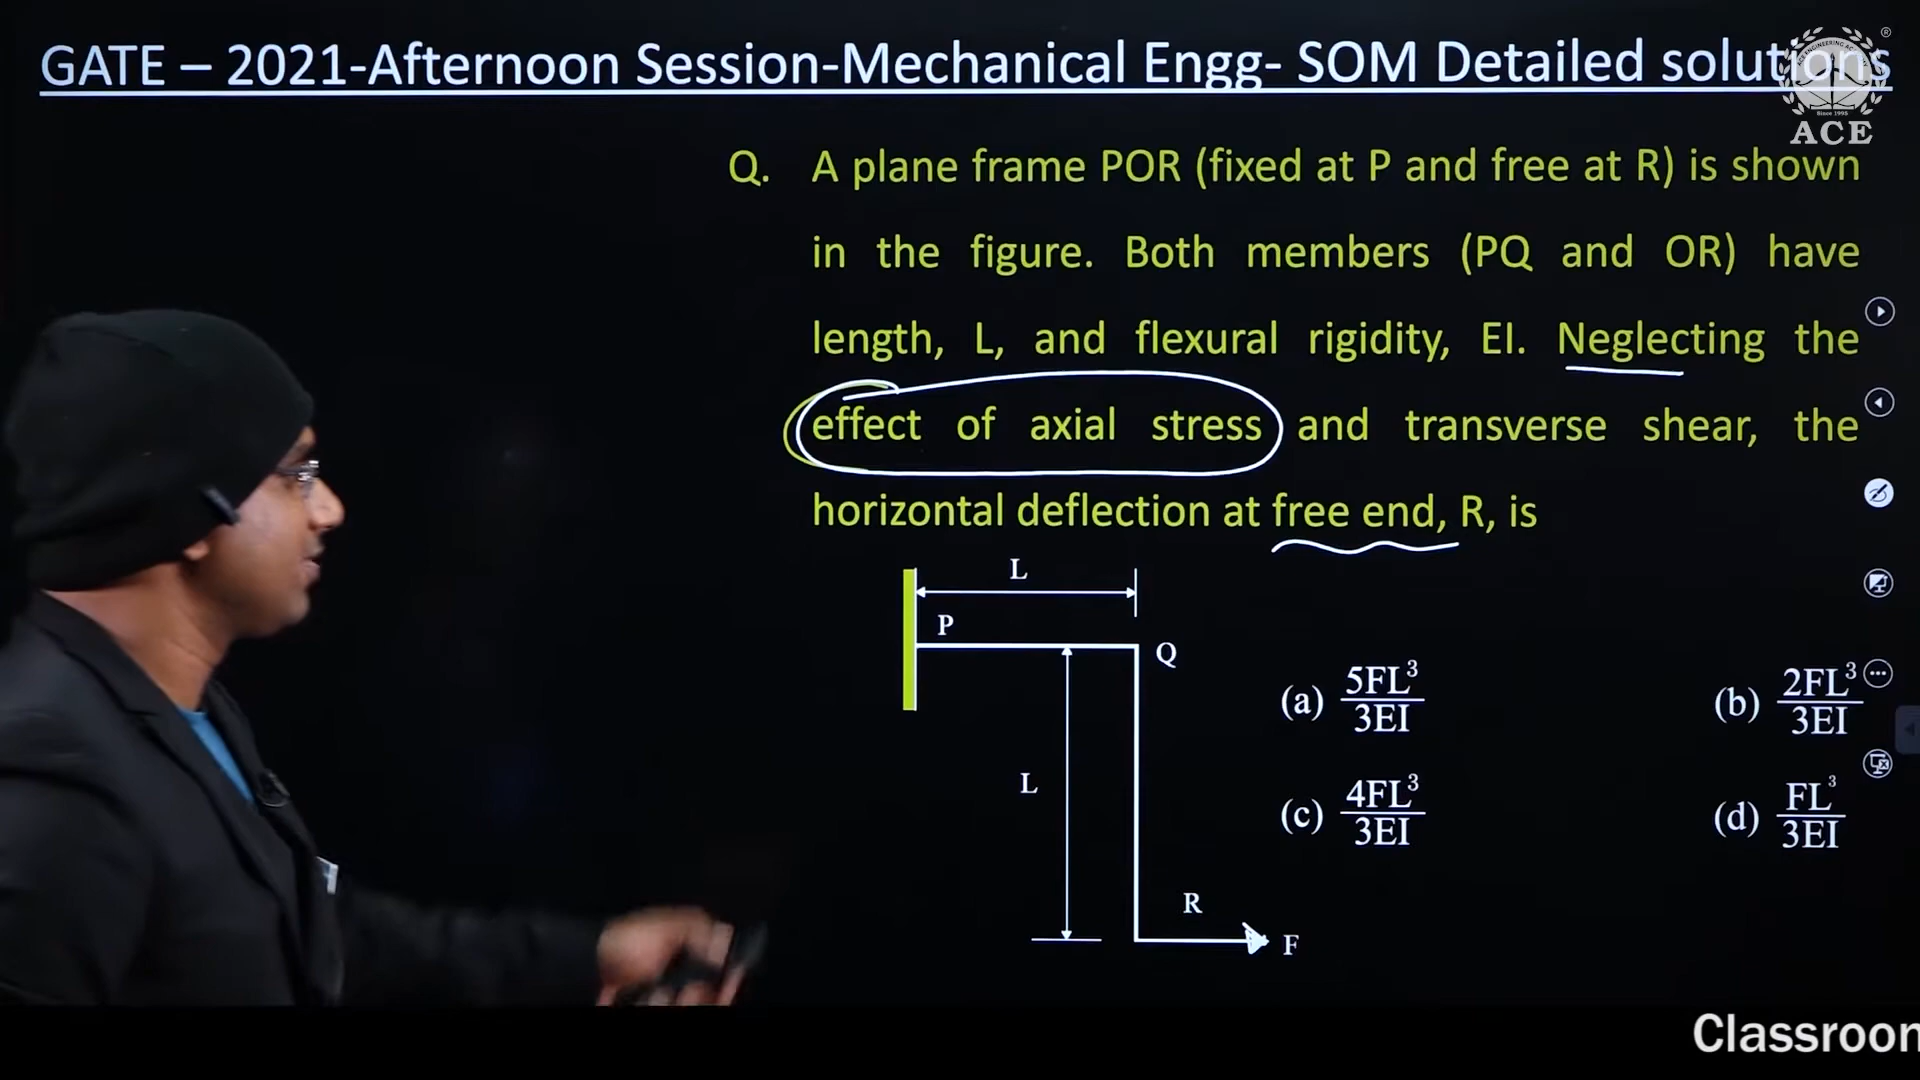 GATE – 2021-Afternoon Session-Mechanical Engg- SOM Detailed solutions
®
Since 1995
ACE
Q. A plane frame POR (fixed at P and free at R) is shown
in the figure. Both members (PQ and OR) have
length, L, and flexural rigidity, EI. Neglecting the
effect of axial stress and transverse shear, the
horizontal deflection at free end, R, is
L
P
Q
(a) 5FL³/3EI
(b) 2FL³/3EI
L
(c) 4FL³/3EI
(d) FL³/3EI
R
F
Classroon